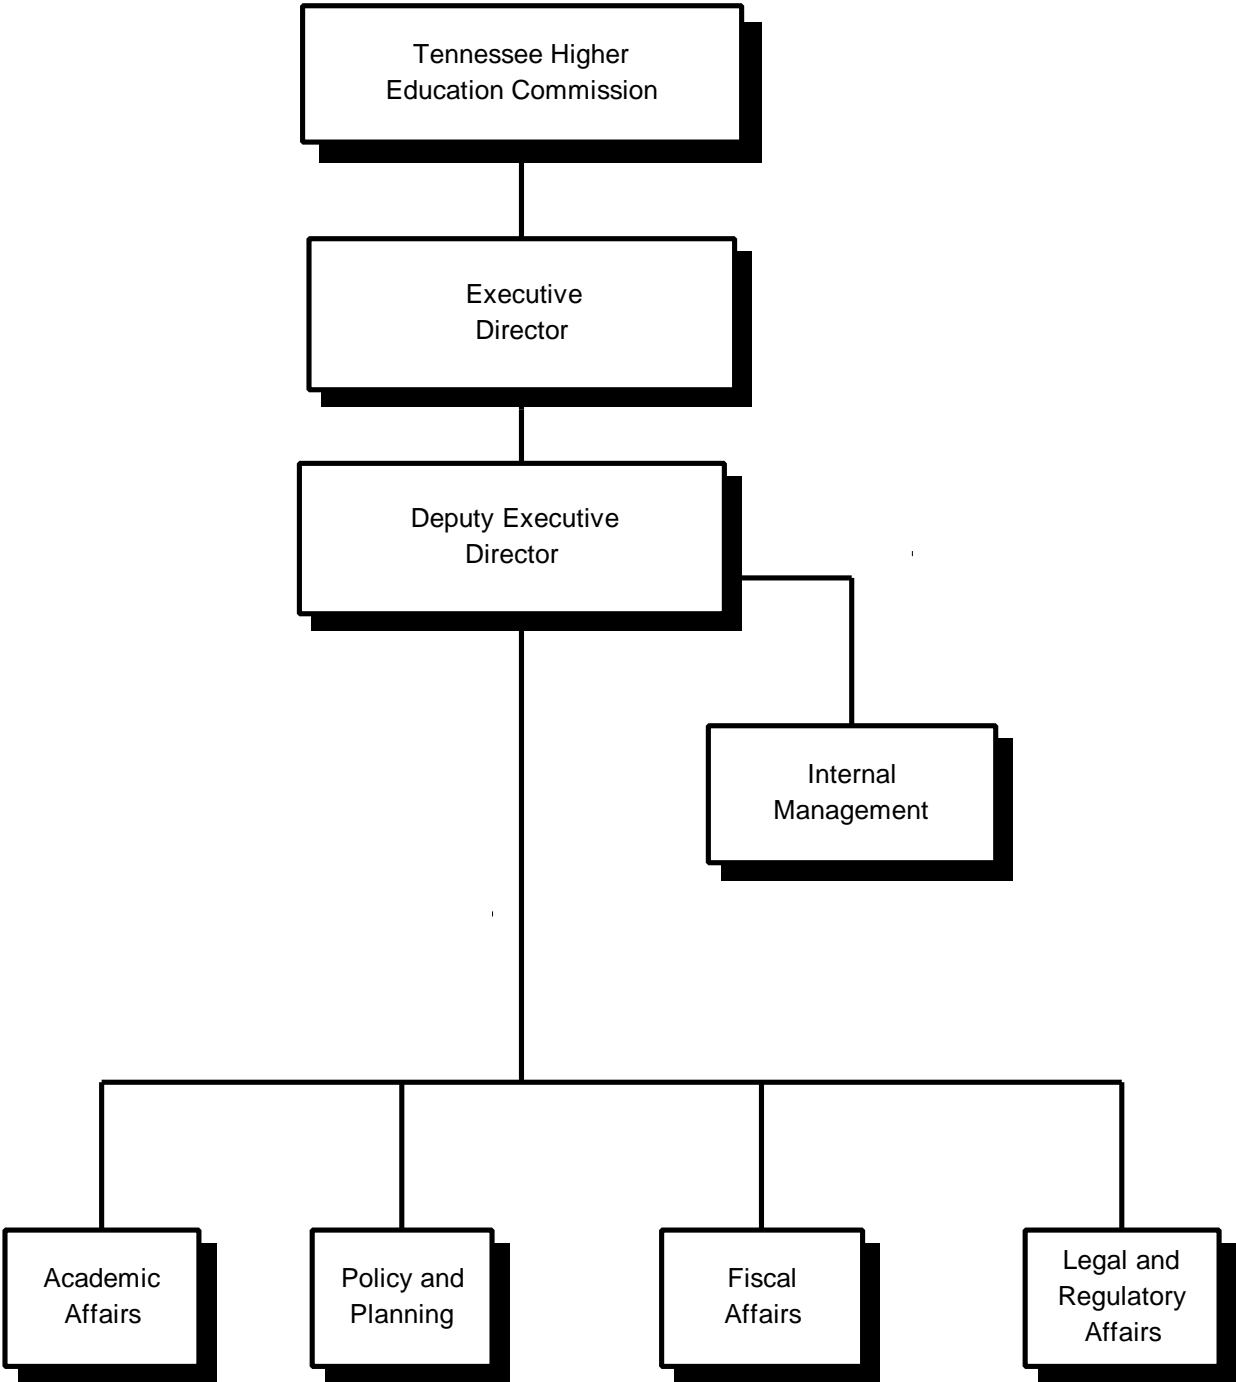 Tennessee Higher
Education Commission
Executive
Director
Deputy Executive
Director
Internal
Management
Academic
Affairs
Policy and
Planning
Fiscal
Affairs
Legal and
Regulatory
Affairs